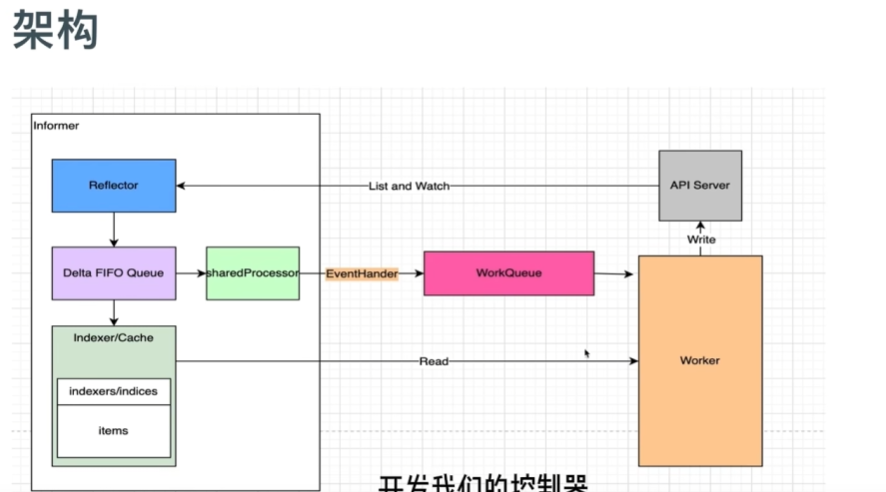 架构
Informer
Reflector
List and Watch
API Server
Write
Delta FIFO Queue
sharedProcessor
EventHander
WorkQueue
Indexer/Cache
Read
Worker
indexers/indices
items
开发我们的控制器